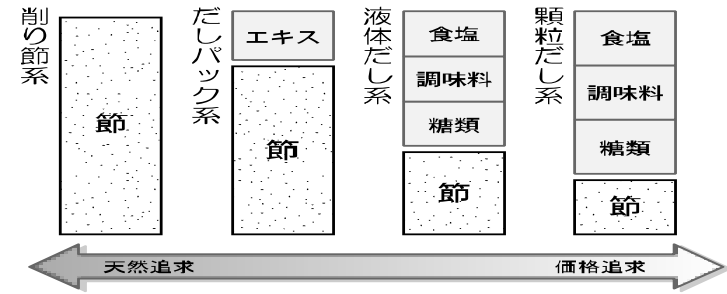 削り節系
節
だしパック系
エキス
節
液体だし系
食塩
調味料
糖類
節
顆粒だし系
食塩
調味料
糖類
節
天然追求
価格追求